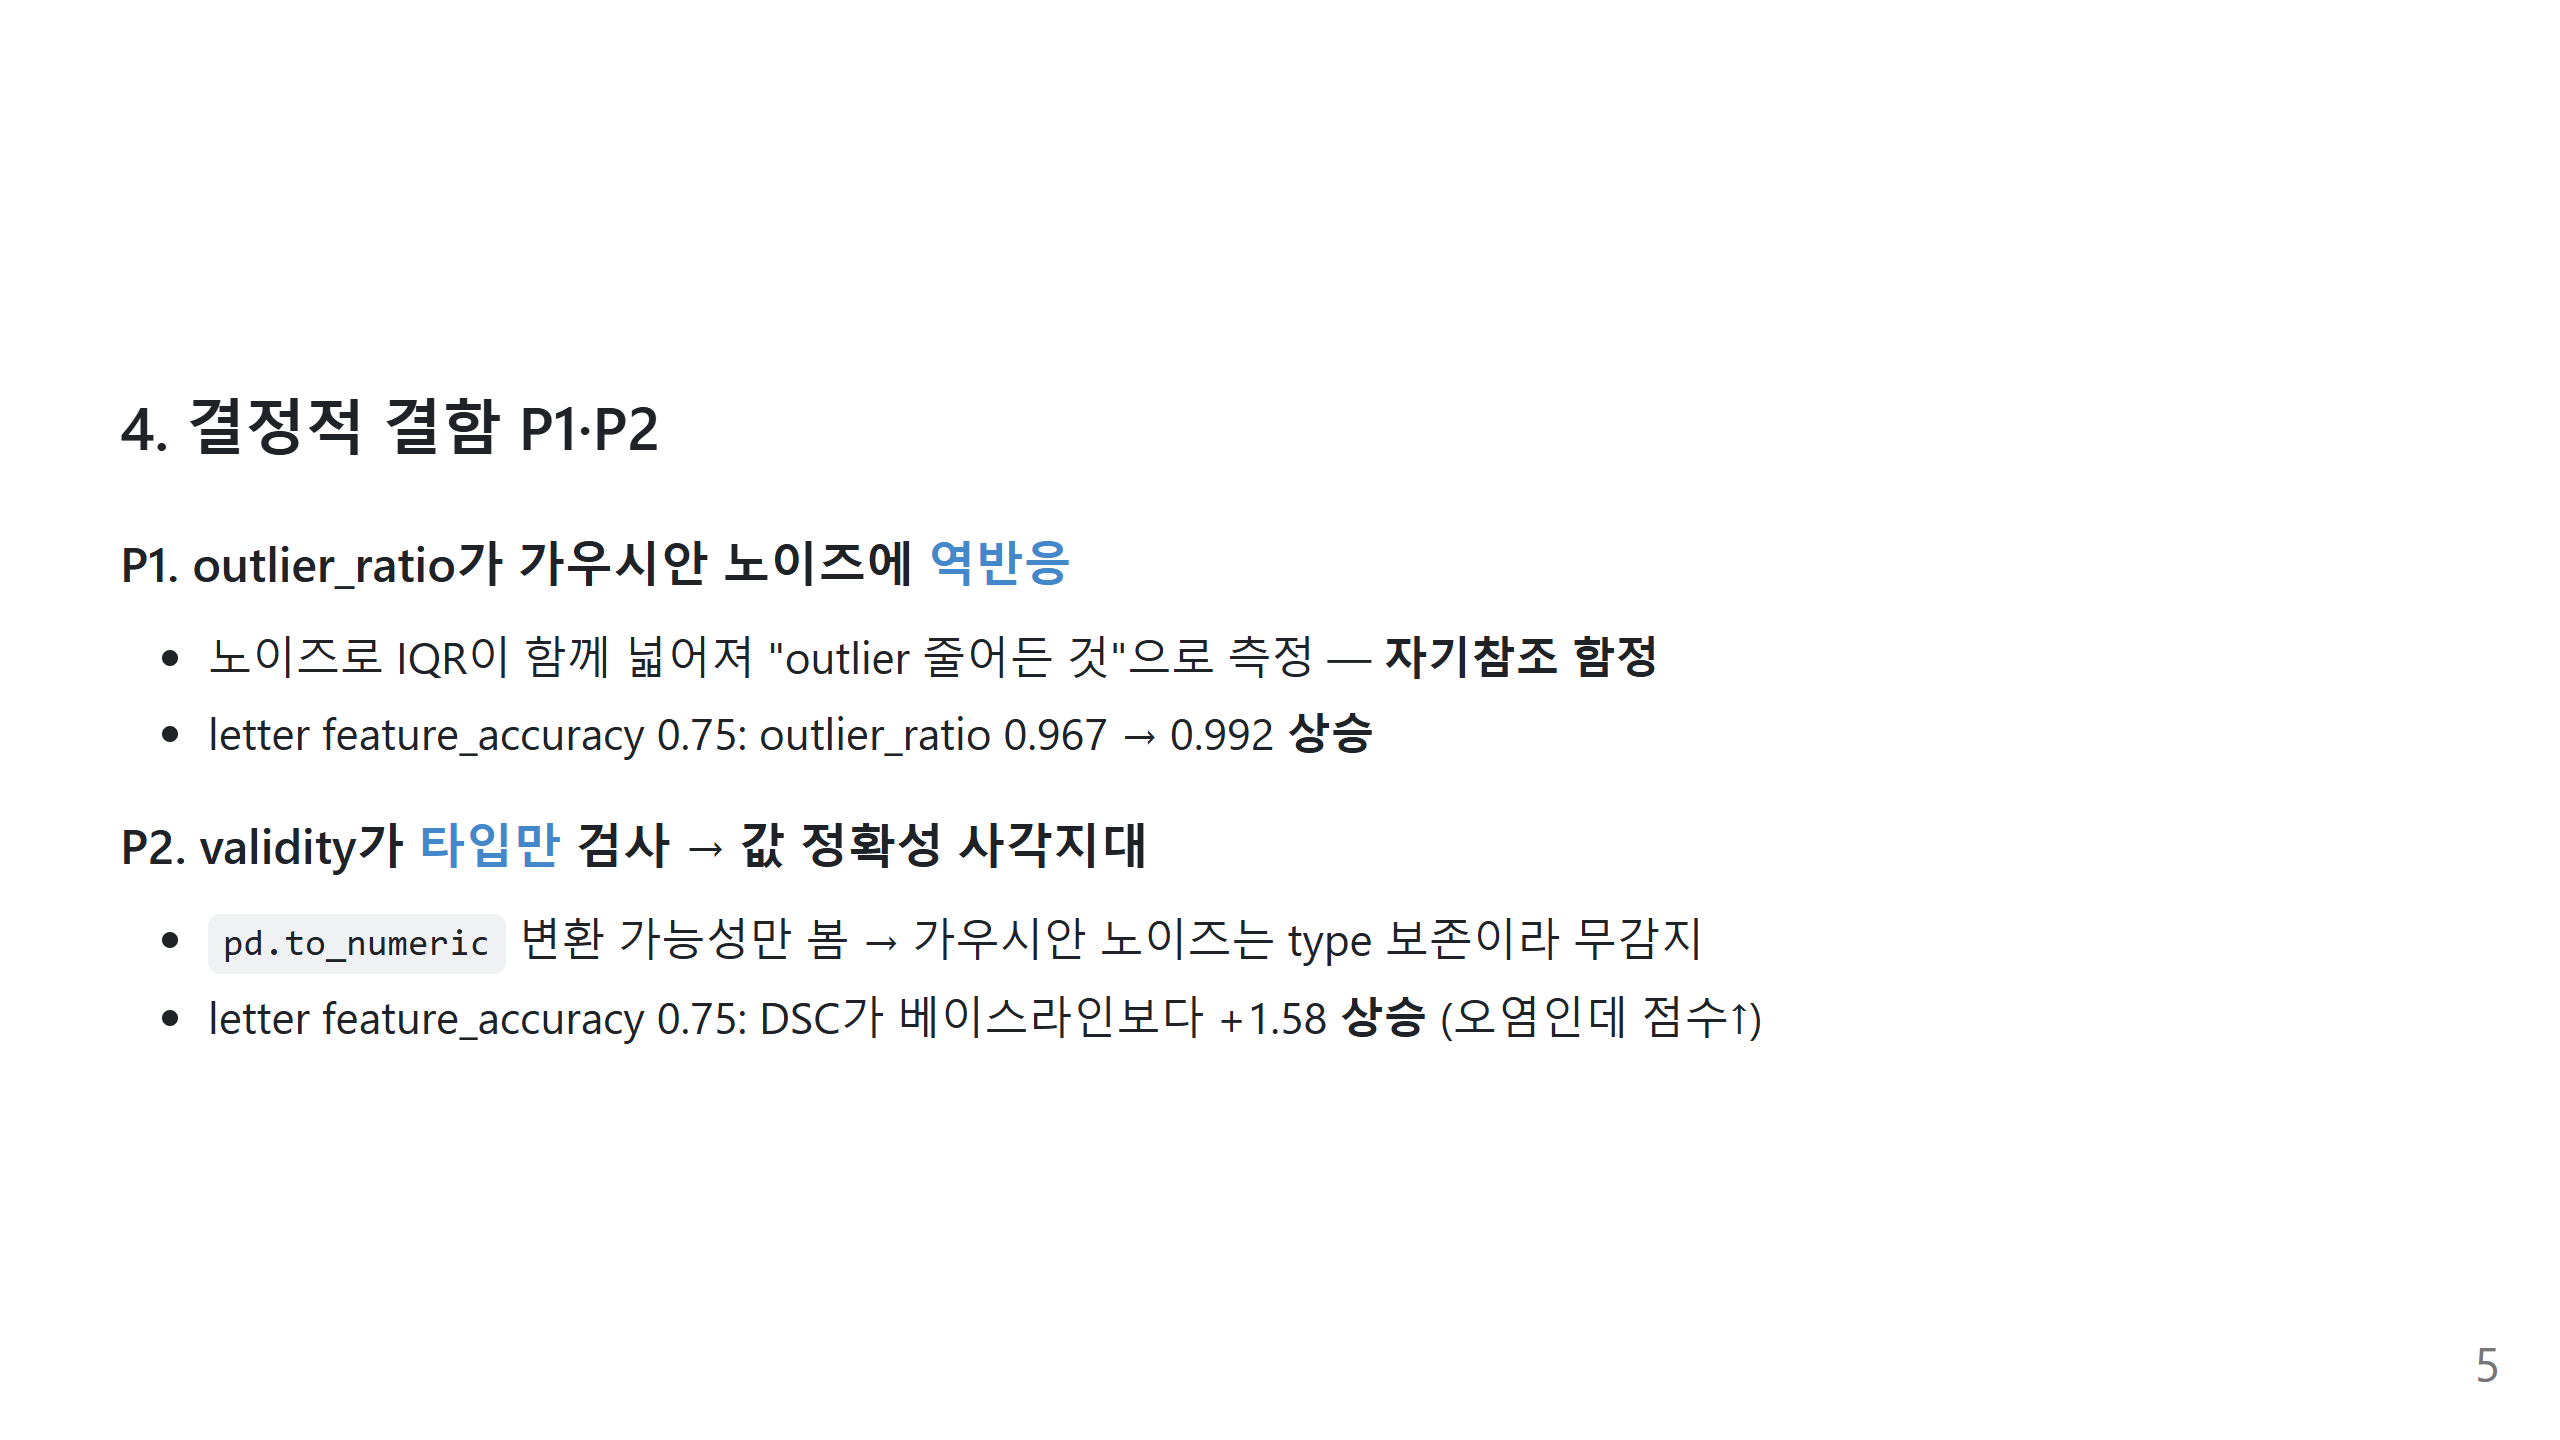 4. 결정적 결함 P1·P2
P1. outlier_ratio가 가우시안 노이즈에 역반응
• 노이즈로 IQR이 함께 넓어져 "outlier 줄어든 것"으로 측정 — 자기참조 함정
• letter feature_accuracy 0.75: outlier_ratio 0.967 → 0.992 상승
P2. validity가 타입만 검사 → 값 정확성 사각지대
• pd.to_numeric 변환 가능성만 봄 → 가우시안 노이즈는 type 보존이라 무감지
• letter feature_accuracy 0.75: DSC가 베이스라인보다 +1.58 상승 (오염인데 점수↑)
5